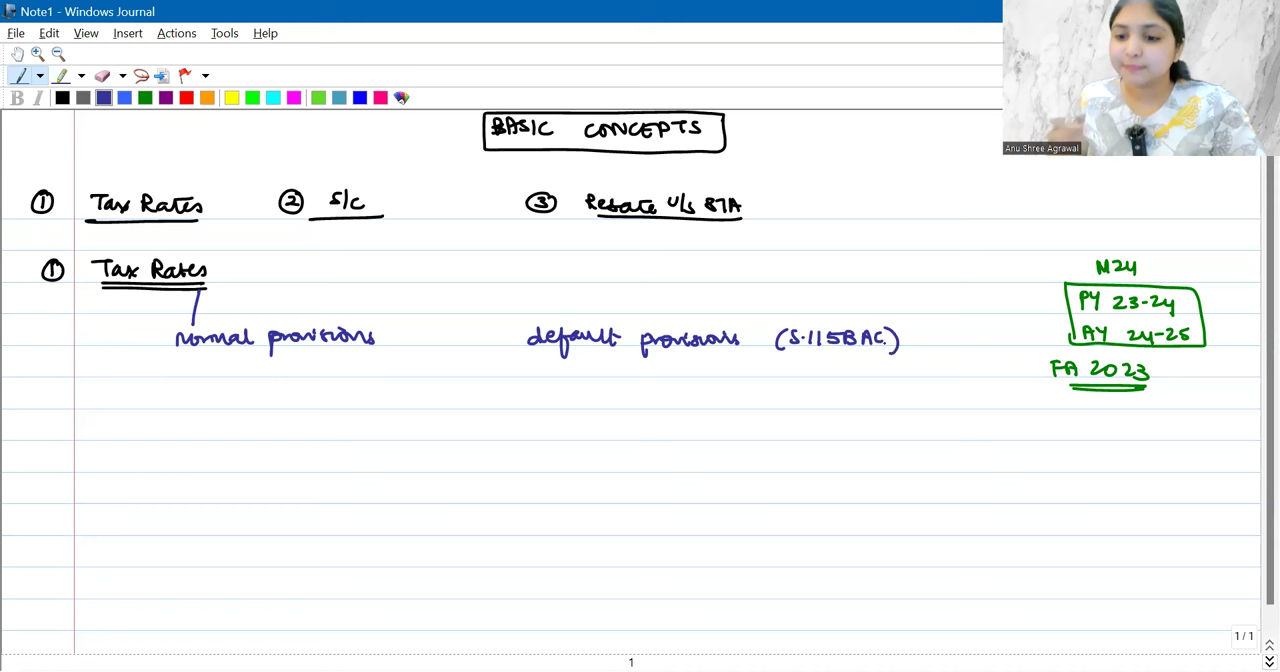 Note1 - Windows Journal
File Edit View Insert Actions Tools Help
B I
BASIC CONCEPTS
Anu Shree Agrawal
① Tax Rates ② S/C ③ Rebate u/s 87A
① Tax Rates
M24
PY 23-24
normal provisions default provisions (S.115BAC.)
AY 24-25
FA 2023
1 / 1
1